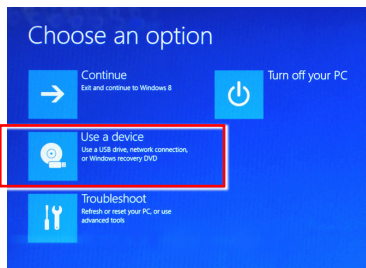 Choose an option
Continue
Exit and continue to Windows 8
Turn off your PC
Use a device
Use a USB drive, network connection,
or Windows recovery DVD
Troubleshoot
Refresh or reset your PC, or use
advanced tools